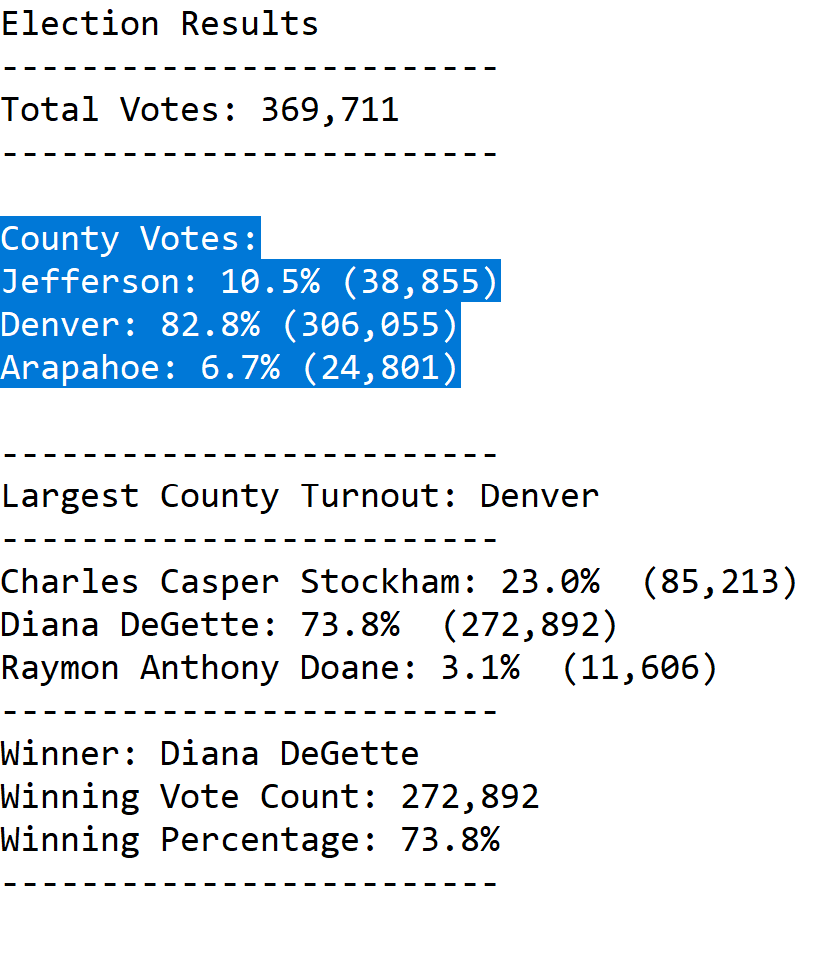 Election Results
-------------------------
Total Votes: 369,711
-------------------------
County Votes:
Jefferson: 10.5% (38,855)
Denver: 82.8% (306,055)
Arapahoe: 6.7% (24,801)
-------------------------
Largest County Turnout: Denver
-------------------------
Charles Casper Stockham: 23.0%  (85,213)
Diana DeGette: 73.8%  (272,892)
Raymon Anthony Doane: 3.1%  (11,606)
-------------------------
Winner: Diana DeGette
Winning Vote Count: 272,892
Winning Percentage: 73.8%
-------------------------